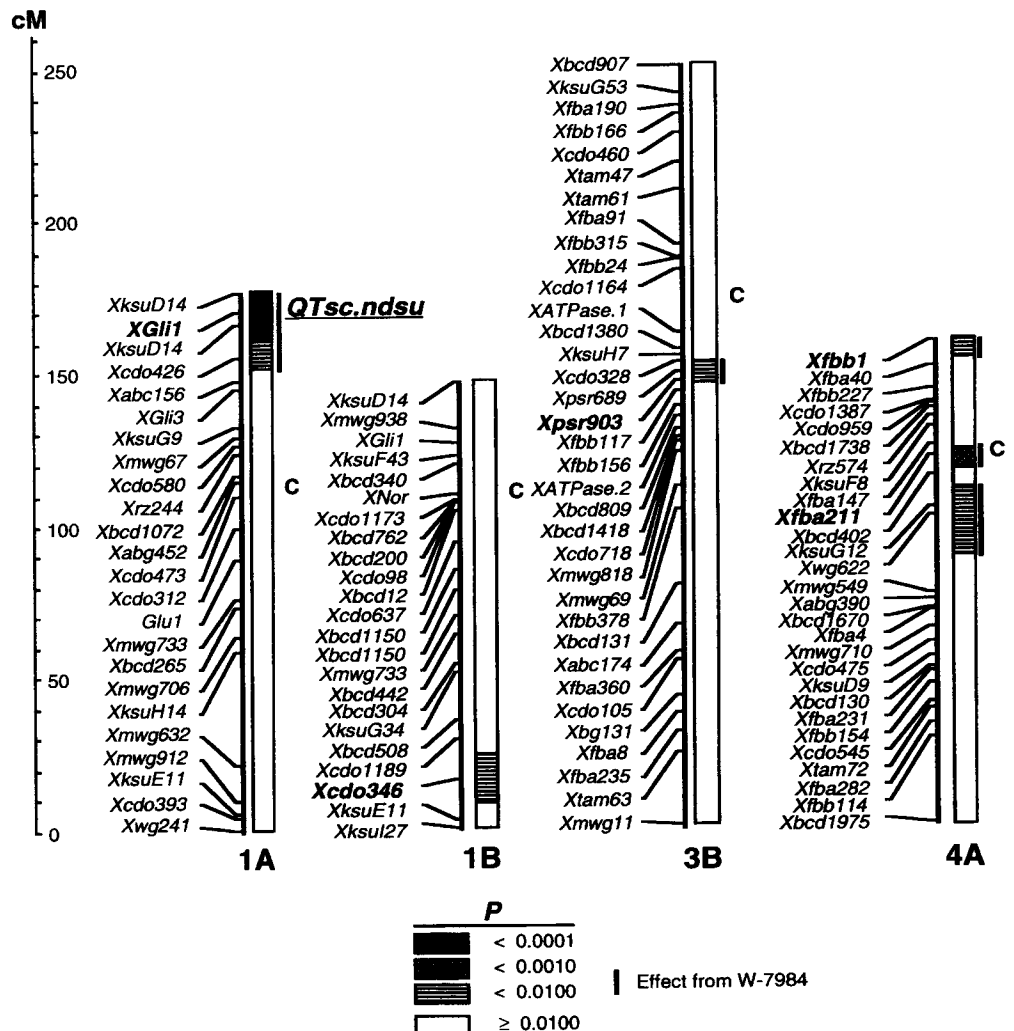 cM
250
200
150
100
50
0
XksuD14
XGli1
XksuD14
Xcdo426
Xabc156
XGli3
XksuG9
Xmwg67
Xcdo580
Xrz244
Xbcd1072
Xabg452
Xcdo473
Xcdo312
Glu1
Xmwg733
Xbcd265
Xmwg706
XksuH14
Xmwg632
Xmwg912
XksuE11
Xcdo393
Xwg241
QTsc.ndsu
C
1A
XksuD14
Xmwg938
XGli1
XksuF43
Xbcd340
XNor
Xcdo1173
Xbcd762
Xbcd200
Xcdo98
Xbcd12
Xcdo637
Xbcd1150
Xbcd1150
Xmwg733
Xbcd442
Xbcd304
XksuG34
Xbcd508
Xcdo1189
Xcdo346
XksuE11
XksuI27
C
1B
Xbcd907
XksuG53
Xfba190
Xfbb166
Xcdo460
Xtam47
Xtam61
Xfba91
Xfbb315
Xfbb24
Xcdo1164
XATPase.1
Xbcd1380
XksuH7
Xcdo328
Xpsr689
Xpsr903
Xfbb117
Xfbb156
XATPase.2
Xbcd809
Xbcd1418
Xcdo718
Xmwg818
Xmwg69
Xfbb378
Xbcd131
Xabc174
Xfba360
Xcdo105
Xbg131
Xfba8
Xfba235
Xtam63
Xmwg11
C
3B
Xfbb1
Xfba40
Xfbb227
Xcdo1387
Xcdo959
Xbcd1738
Xrz574
XksuF8
Xfba147
Xfba211
Xbcd402
XksuG12
Xwg622
Xmwg549
Xabg390
Xbcd1670
Xfba4
Xmwg710
Xcdo475
XksuD9
Xbcd130
Xfba231
Xfbb154
Xcdo545
Xtam72
Xfba282
Xfbb114
Xbcd1975
C
4A
P
< 0.0001
< 0.0010
< 0.0100
≥ 0.0100
Effect from W-7984